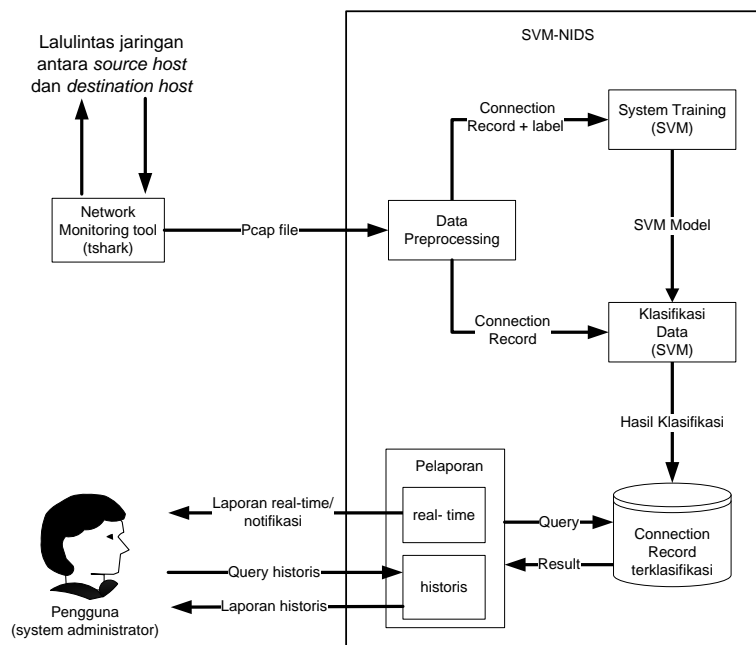 SVM-NIDS
Lalulintas jaringan
antara source host
dan destination host
Connection
Record + label
System Training
(SVM)
Network
Monitoring tool
(tshark)
Pcap file
Data
Preprocessing
SVM Model
Connection
Record
Klasifikasi
Data
(SVM)
Hasil Klasifikasi
Pelaporan
Laporan real-time/
notifikasi
real- time
Query
Connection
Record
terklasifikasi
Query historis
historis
Result
Laporan historis
Pengguna
(system administrator)